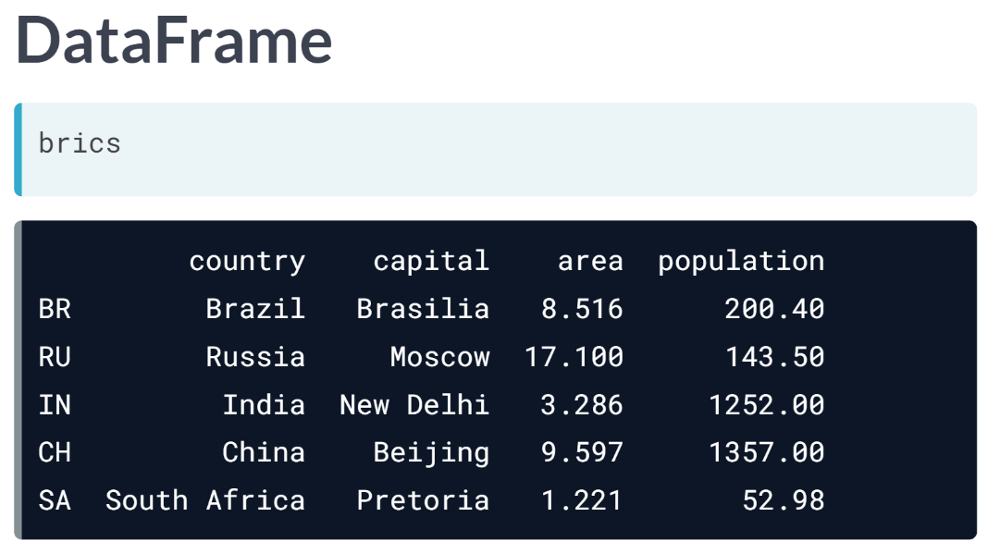 DataFrame
brics
country capital area population
BR Brazil Brasilia 8.516 200.40
RU Russia Moscow 17.100 143.50
IN India New Delhi 3.286 1252.00
CH China Beijing 9.597 1357.00
SA South Africa Pretoria 1.221 52.98